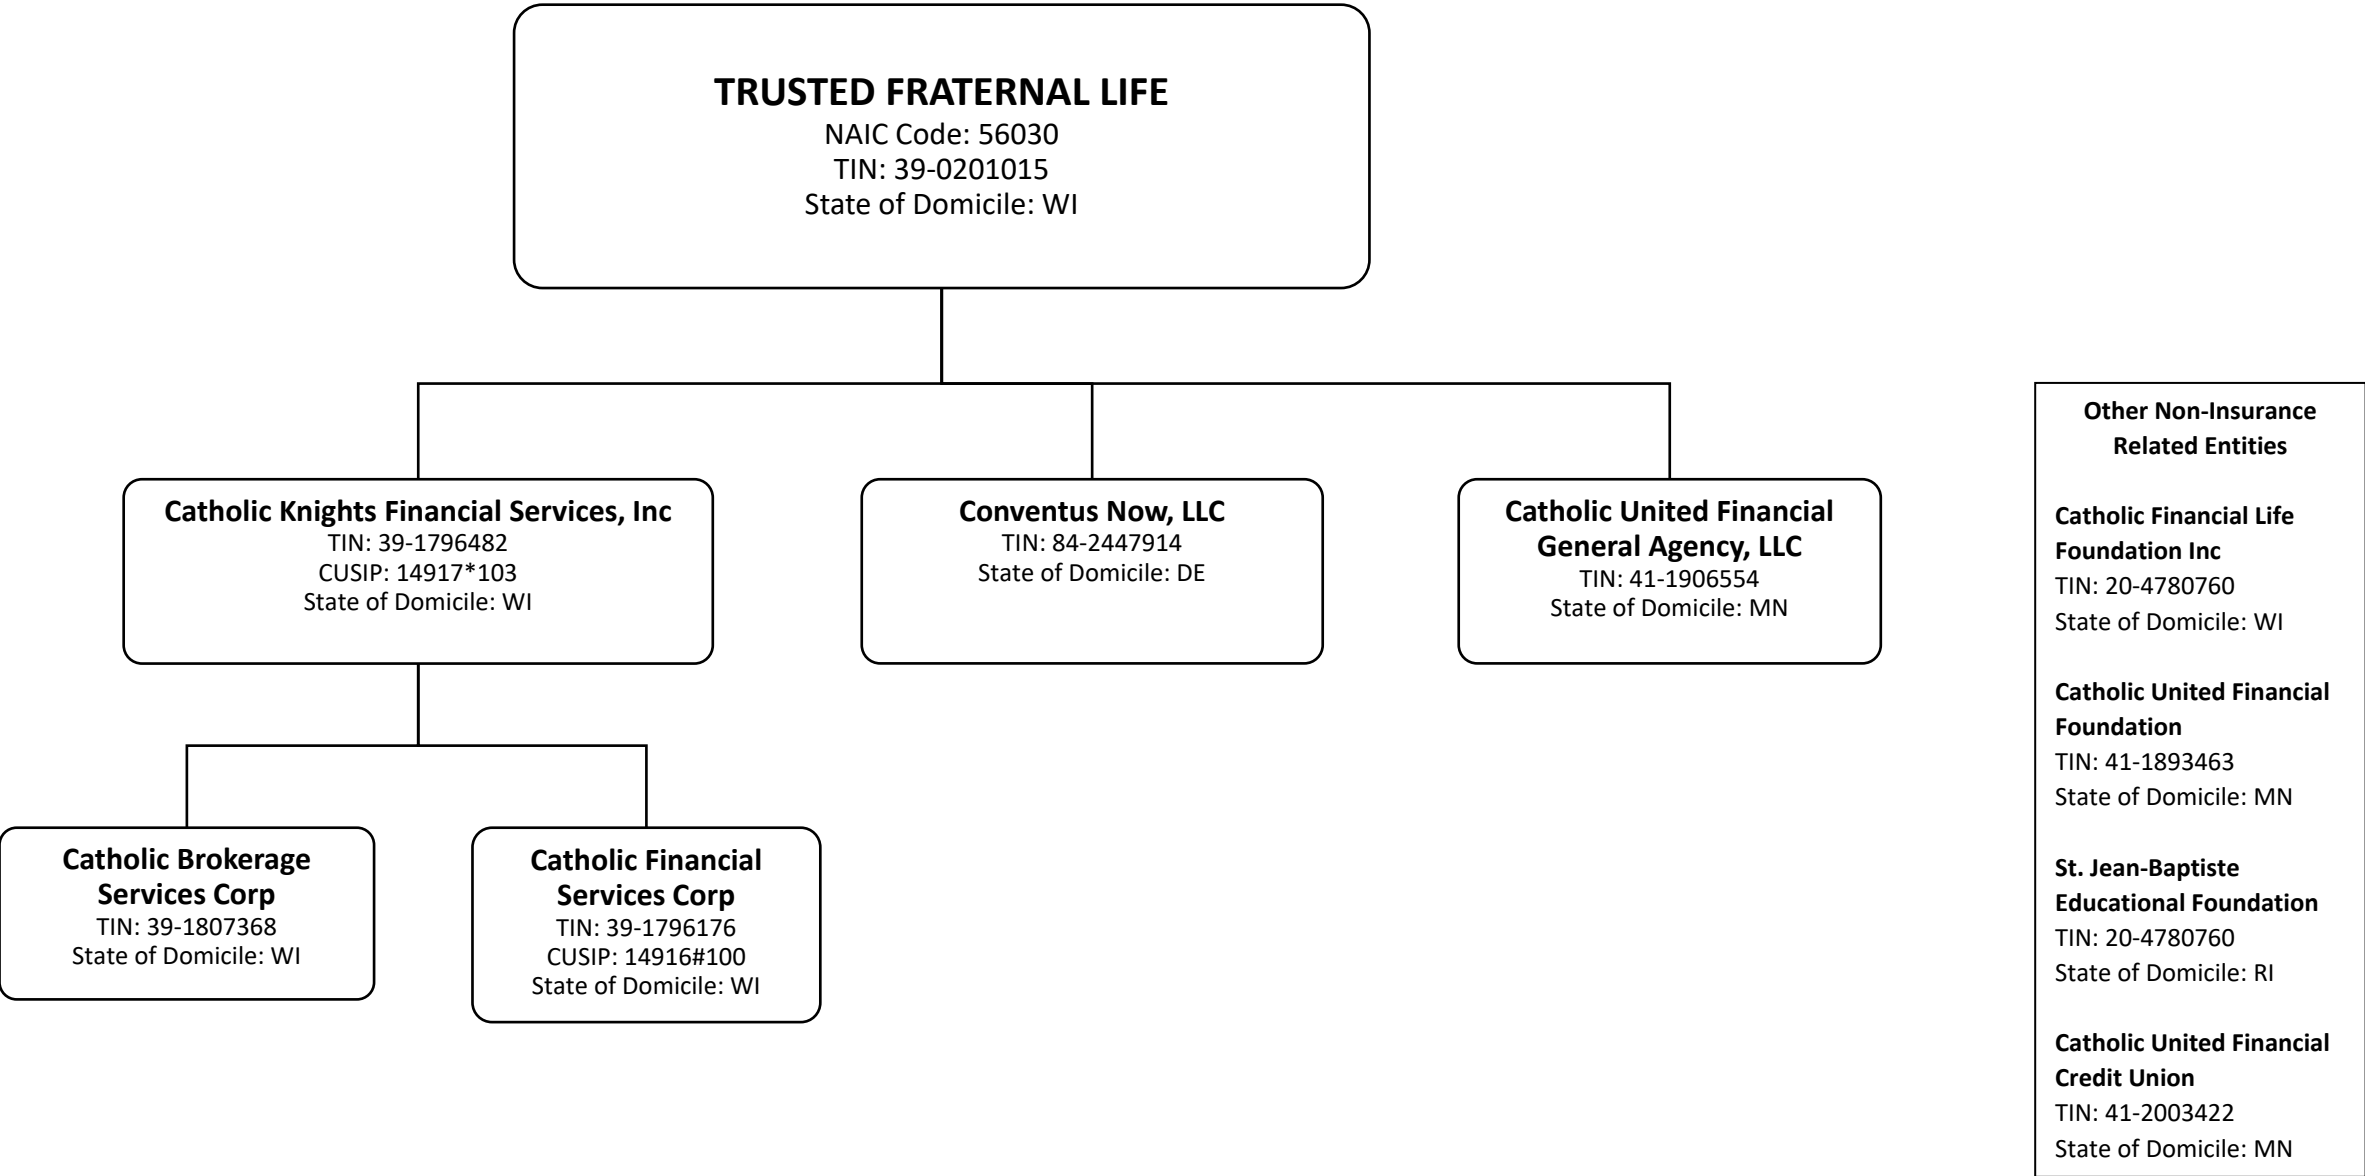 TRUSTED FRATERNAL LIFE
NAIC Code: 56030
TIN: 39-0201015
State of Domicile: WI
Catholic Knights Financial Services, Inc
TIN: 39-1796482
CUSIP: 14917*103
State of Domicile: WI
Conventus Now, LLC
TIN: 84-2447914
State of Domicile: DE
Catholic United Financial
General Agency, LLC
TIN: 41-1906554
State of Domicile: MN
Catholic Brokerage
Services Corp
TIN: 39-1807368
State of Domicile: WI
Catholic Financial
Services Corp
TIN: 39-1796176
CUSIP: 14916#100
State of Domicile: WI
Other Non-Insurance
Related Entities
Catholic Financial Life
Foundation Inc
TIN: 20-4780760
State of Domicile: WI
Catholic United Financial
Foundation
TIN: 41-1893463
State of Domicile: MN
St. Jean-Baptiste
Educational Foundation
TIN: 20-4780760
State of Domicile: RI
Catholic United Financial
Credit Union
TIN: 41-2003422
State of Domicile: MN